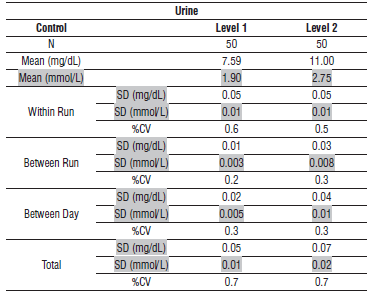 Urine
Control Level 1 Level 2
N 50 50
Mean (mg/dL) 7.59 11.00
Mean (mmol/L) 1.90 2.75
SD (mg/dL) 0.05 0.05
Within Run SD (mmol/L) 0.01 0.01
%CV 0.6 0.5
SD (mg/dL) 0.01 0.03
Between Run SD (mmol/L) 0.003 0.008
%CV 0.2 0.3
SD (mg/dL) 0.02 0.04
Between Day SD (mmol/L) 0.005 0.01
%CV 0.3 0.3
SD (mg/dL) 0.05 0.07
Total SD (mmol/L) 0.01 0.02
%CV 0.7 0.7